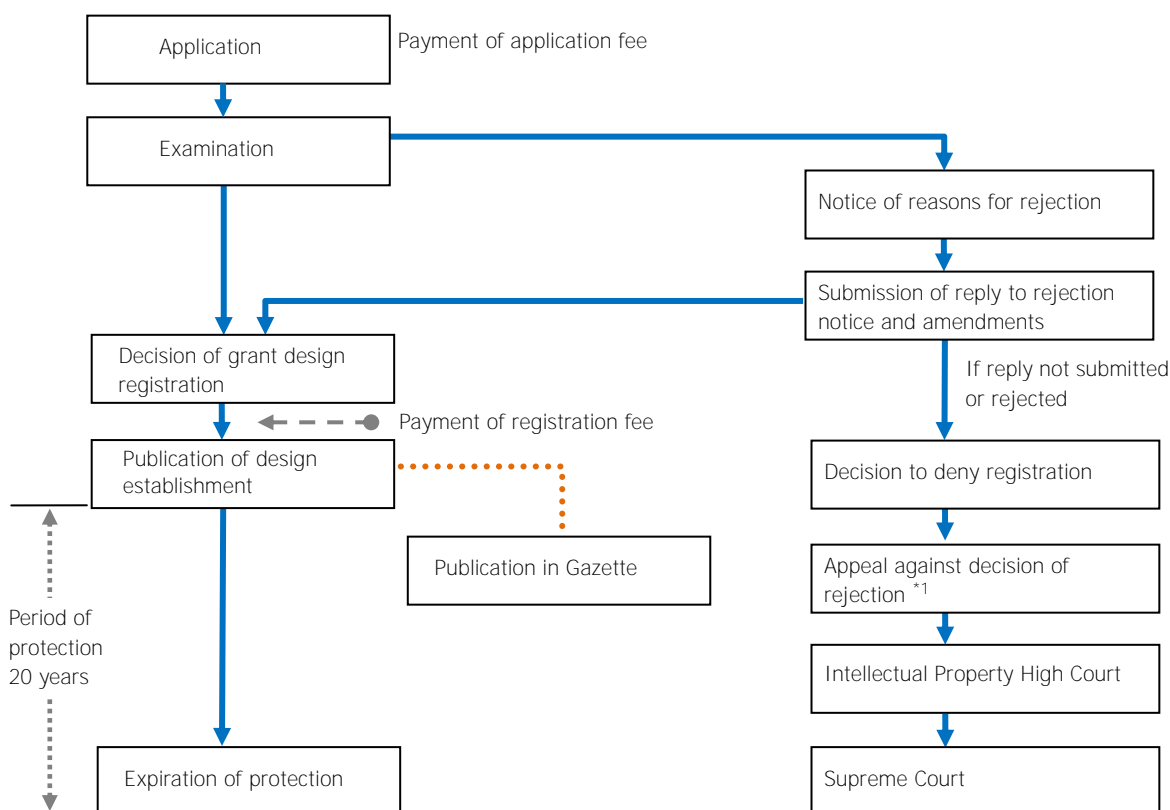 Application
Payment of application fee
Examination
Notice of reasons for rejection
Submission of reply to rejection
notice and amendments
Decision of grant design
registration
If reply not submitted
or rejected
Payment of registration fee
Publication of design
establishment
Decision to deny registration
Publication in Gazette
Appeal against decision of
rejection *1
Period of
protection
20 years
Intellectual Property High Court
Expiration of protection
Supreme Court